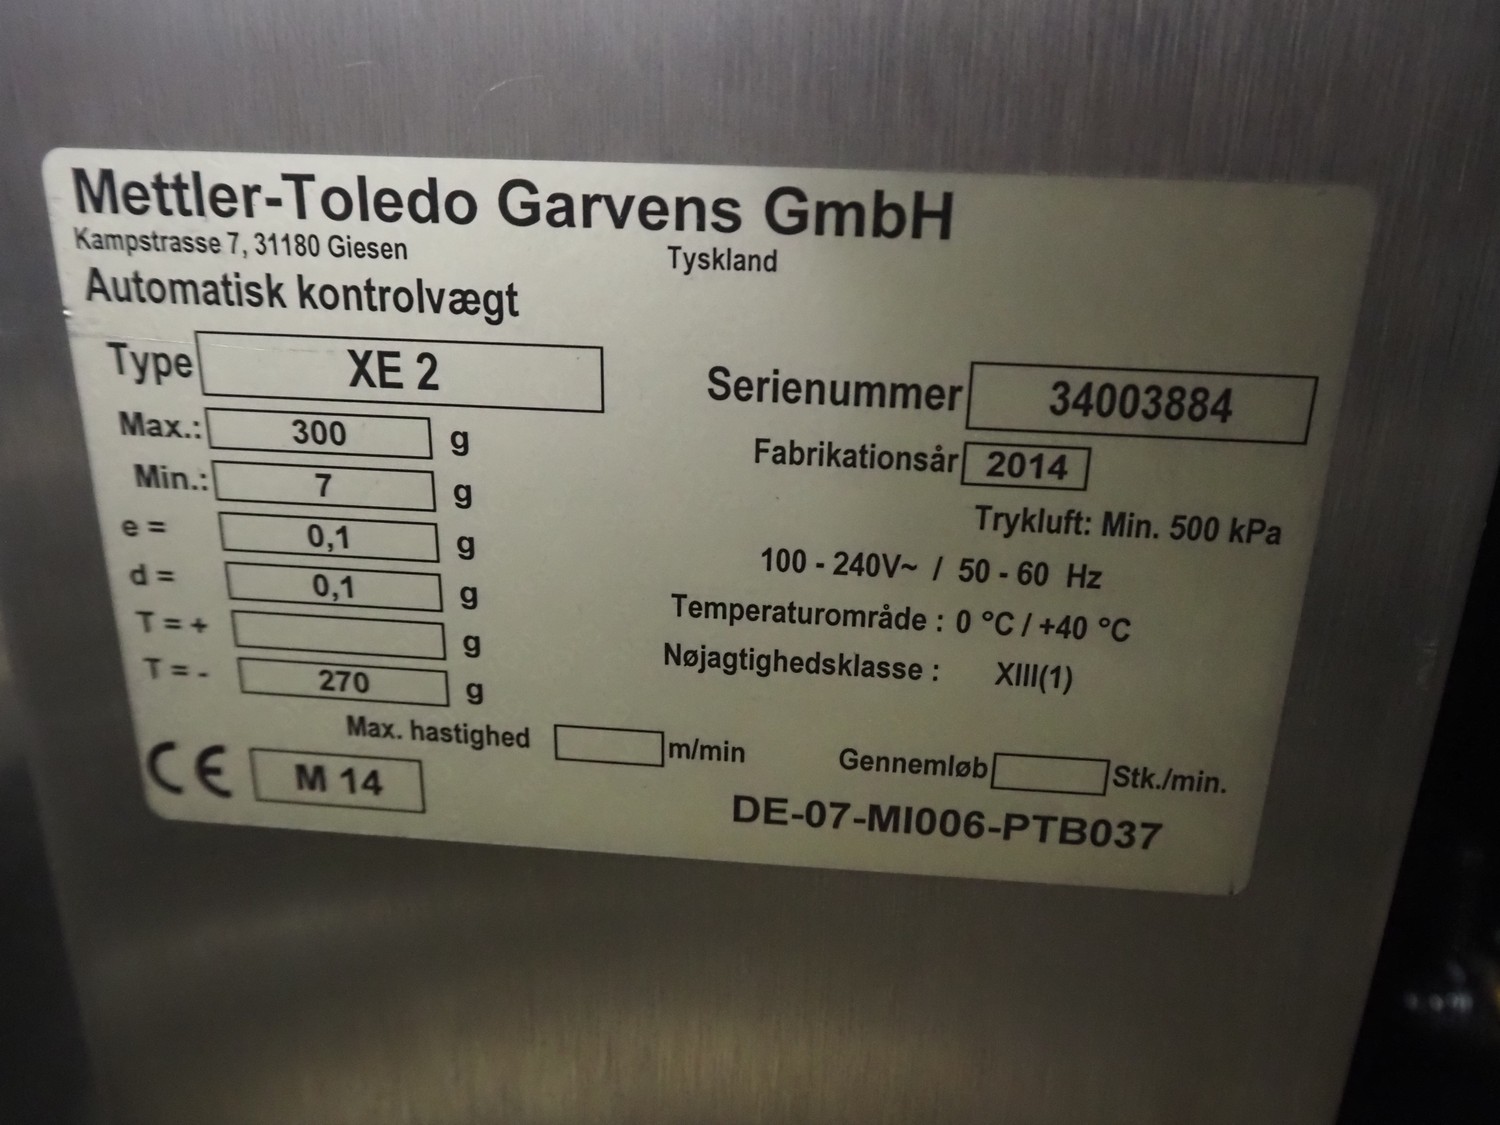 Mettler-Toledo Garvens GmbH
Kampstrasse 7, 31180 Giesen Tyskland
Automatisk kontrolvægt
Type XE 2
Serienummer 34003884
Max.: 300 g
Fabrikationsår 2014
Min.: 7 g
Trykluft: Min. 500 kPa
e = 0,1 g
100 - 240V~ / 50 - 60 Hz
d = 0,1 g
Temperaturområde : 0 °C / +40 °C
T = + g
Nøjagtighedsklasse : XIII(1)
T = - 270 g
Max. hastighed m/min
Gennemløb Stk./min.
CE M 14
DE-07-MI006-PTB037